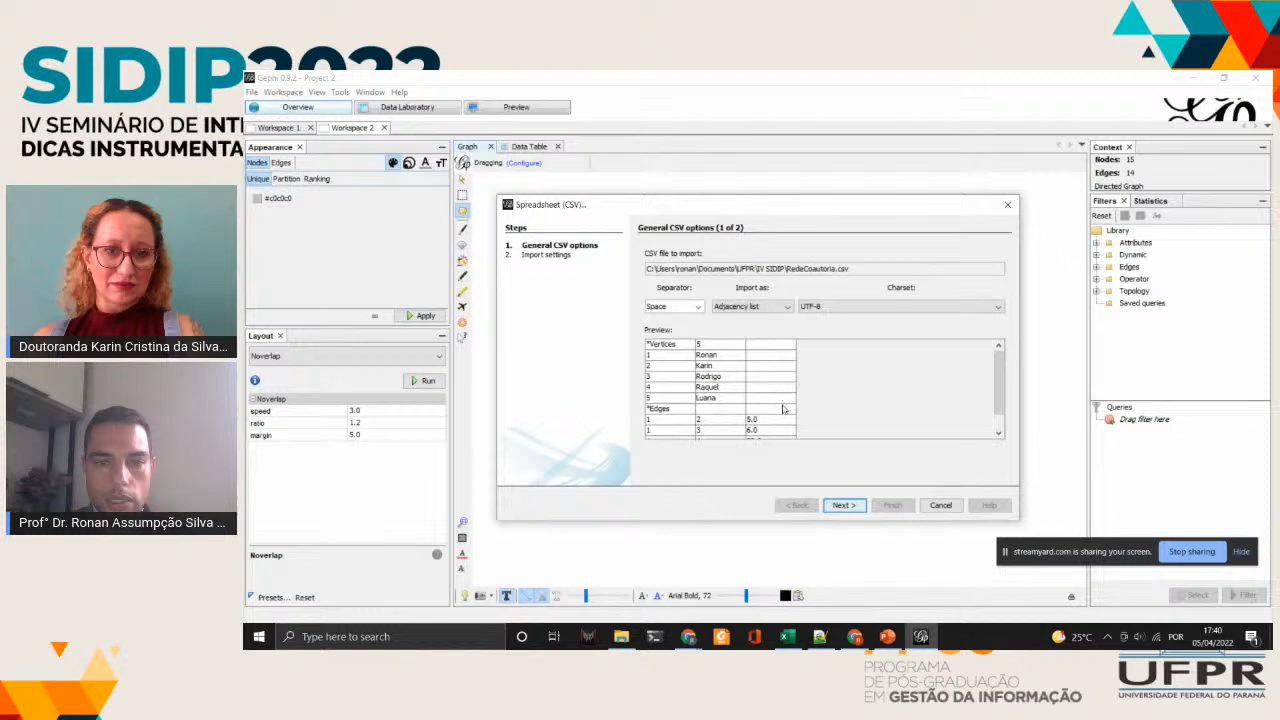 SIDIP2022
IV SEMINÁRIO DE INT
DICAS INSTRUMENTA
Doutoranda Karin Cristina da Silva...
Prof° Dr. Ronan Assumpção Silva ...
Gephi 0.9.2 - Project 2
File Workspace View Tools Window Help
Overview Data Laboratory Preview
Workspace 1 Workspace 2
Appearance
Nodes Edges
Unique Partition Ranking
#c0c0c0
Apply
Layout
Noverlap
Run
Noverlap
speed 3.0
ratio 1.2
margin 5.0
Noverlap
Presets... Reset
Graph Data Table
Dragging (Configure)
Spreadsheet (CSV)...
Steps
1. General CSV options
2. Import settings
General CSV options (1 of 2)
CSV file to import:
C:\Users\ronan\Documents\UFPR\IV SIDIP\RedeCoautoria.csv
Separator: Import as: Charset:
Space Adjacency list UTF-8
Preview:
*Vertices 5
1 Ronan
2 Karin
3 Rodrigo
4 Raquel
5 Luana
*Edges
1 2 5.0
1 3 6.0
< Back Next > Finish Cancel Help
Arial Bold, 72
Context
Nodes: 15
Edges: 14
Directed Graph
Filters Statistics
Reset
Library
Attributes
Dynamic
Edges
Operator
Topology
Saved queries
Queries
Drag filter here
Select Filter
streamyard.com is sharing your screen. Stop sharing Hide
Type here to search
25°C POR 17:40
05/04/2022
PROGRAMA
DE PÓS-GRADUAÇÃO
EM GESTÃO DA INFORMAÇÃO
UFPR
UNIVERSIDADE FEDERAL DO PARANÁ